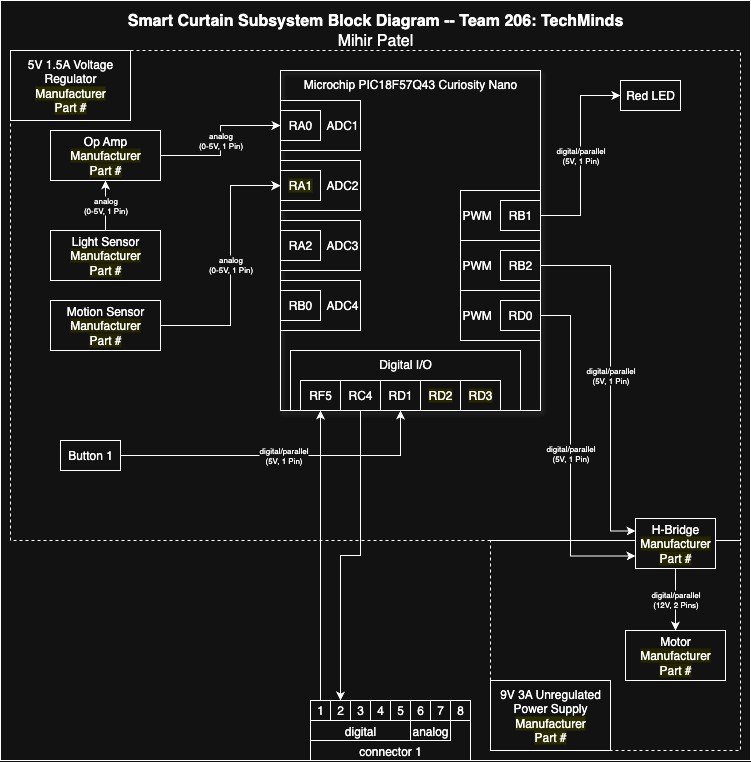 Smart Curtain Subsystem Block Diagram -- Team 206: TechMinds
Mihir Patel
5V 1.5A Voltage
Regulator
Manufacturer
Part #
Microchip PIC18F57Q43 Curiosity Nano
Red LED
RA0 ADC1
Op Amp
Manufacturer
Part #
analog
(0-5V, 1 Pin)
digital/parallel
(5V, 1 Pin)
RA1 ADC2
analog
(0-5V, 1 Pin)
PWM RB1
Light Sensor
Manufacturer
Part #
RA2 ADC3
analog
(0-5V, 1 Pin)
PWM RB2
Motion Sensor
Manufacturer
Part #
RB0 ADC4
PWM RD0
Digital I/O
RF5 RC4 RD1 RD2 RD3
digital/parallel
(5V, 1 Pin)
Button 1
digital/parallel
(5V, 1 Pin)
digital/parallel
(5V, 1 Pin)
H-Bridge
Manufacturer
Part #
digital/parallel
(12V, 2 Pins)
Motor
Manufacturer
Part #
9V 3A Unregulated
Power Supply
Manufacturer
Part #
1 2 3 4 5 6 7 8
digital analog
connector 1